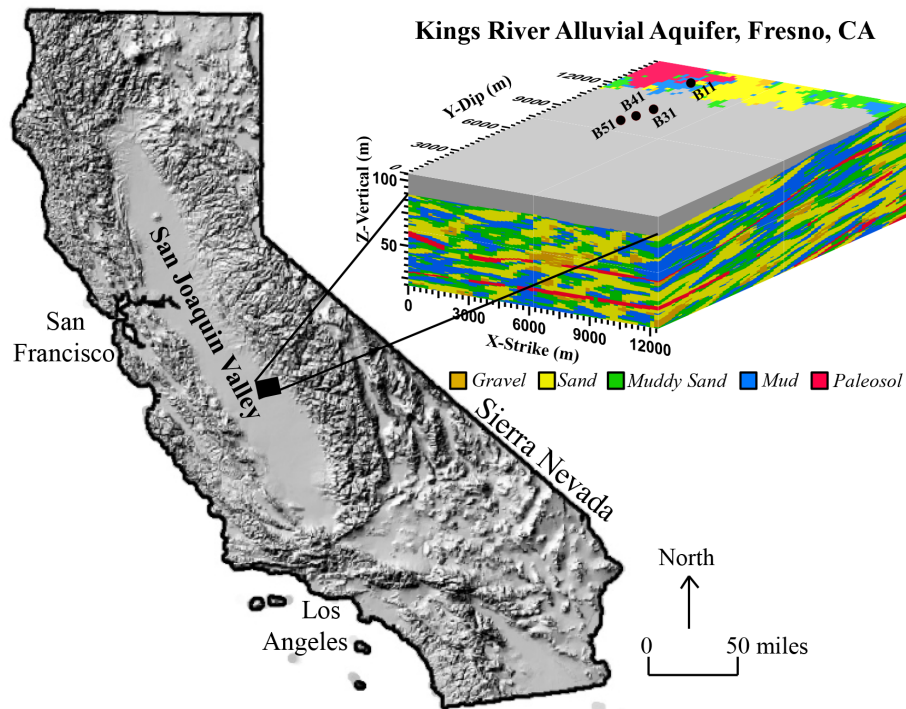 Kings River Alluvial Aquifer, Fresno, CA
Y-Dip (m)
12000
9000
6000
3000
0
B11
B41
B31
B51
Z-Vertical (m)
100
50
0
3000
6000
9000
12000
X-Strike (m)
Gravel
Sand
Muddy Sand
Mud
Paleosol
San Joaquin Valley
San
Francisco
Sierra Nevada
North
Los
Angeles
0
50 miles